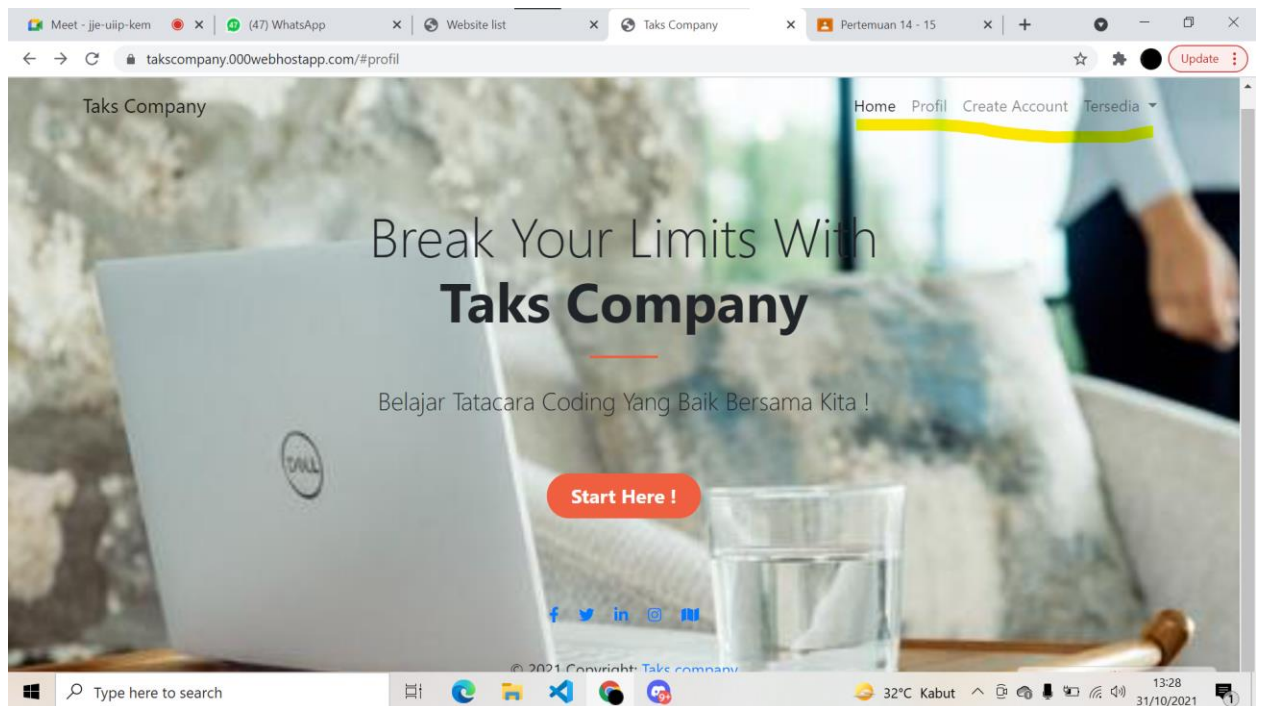 Meet - jje-uiip-kem
(47) WhatsApp
Website list
Taks Company
Pertemuan 14 - 15
takscompany.000webhostapp.com/#profil
Update
Taks Company
Home Profil Create Account Tersedia
Break Your Limits With
Taks Company
Belajar Tatacara Coding Yang Baik Bersama Kita !
DELL
Start Here !
© 2021 Copyright: Taks company
Type here to search
32°C Kabut
13:28
31/10/2021
1